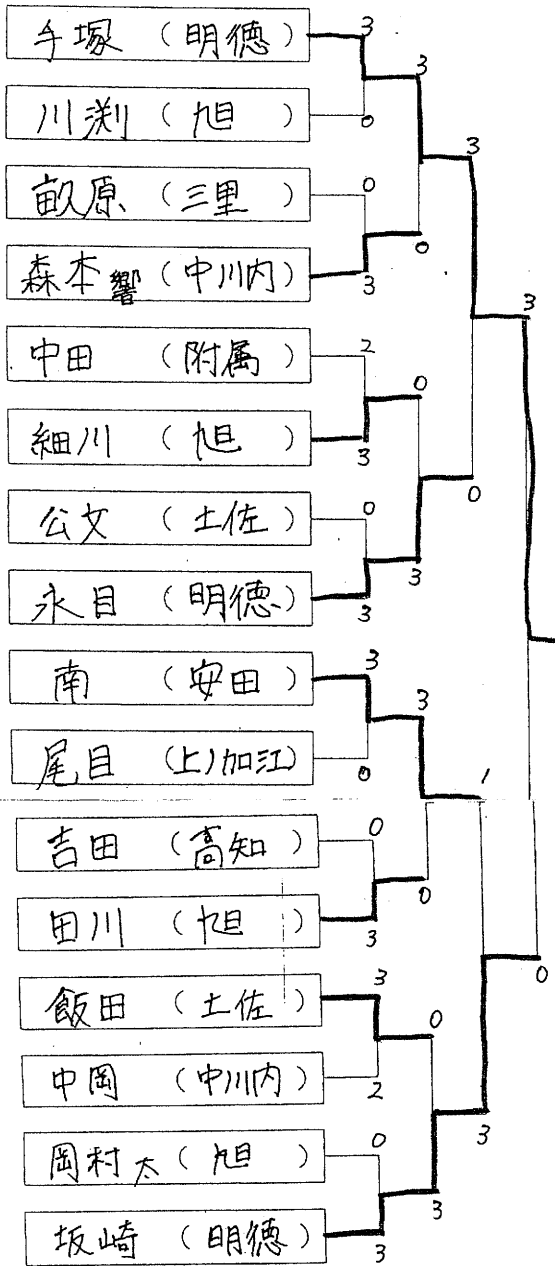 手塚 (明徳)
3
3
川渕 (旭)
0
3
畝原 (三里)
0
0
森本響 (中川内)
3
3
中田 (附属)
2
0
細川 (旭)
3
0
公文 (土佐)
0
3
永目 (明徳)
3
南 (安田)
3
3
尾目 (上ノ加江)
0
1
吉田 (高知)
0
0
田川 (旭)
3
0
飯田 (土佐)
3
0
中岡 (中川内)
2
3
岡村太 (旭)
0
3
坂崎 (明徳)
3